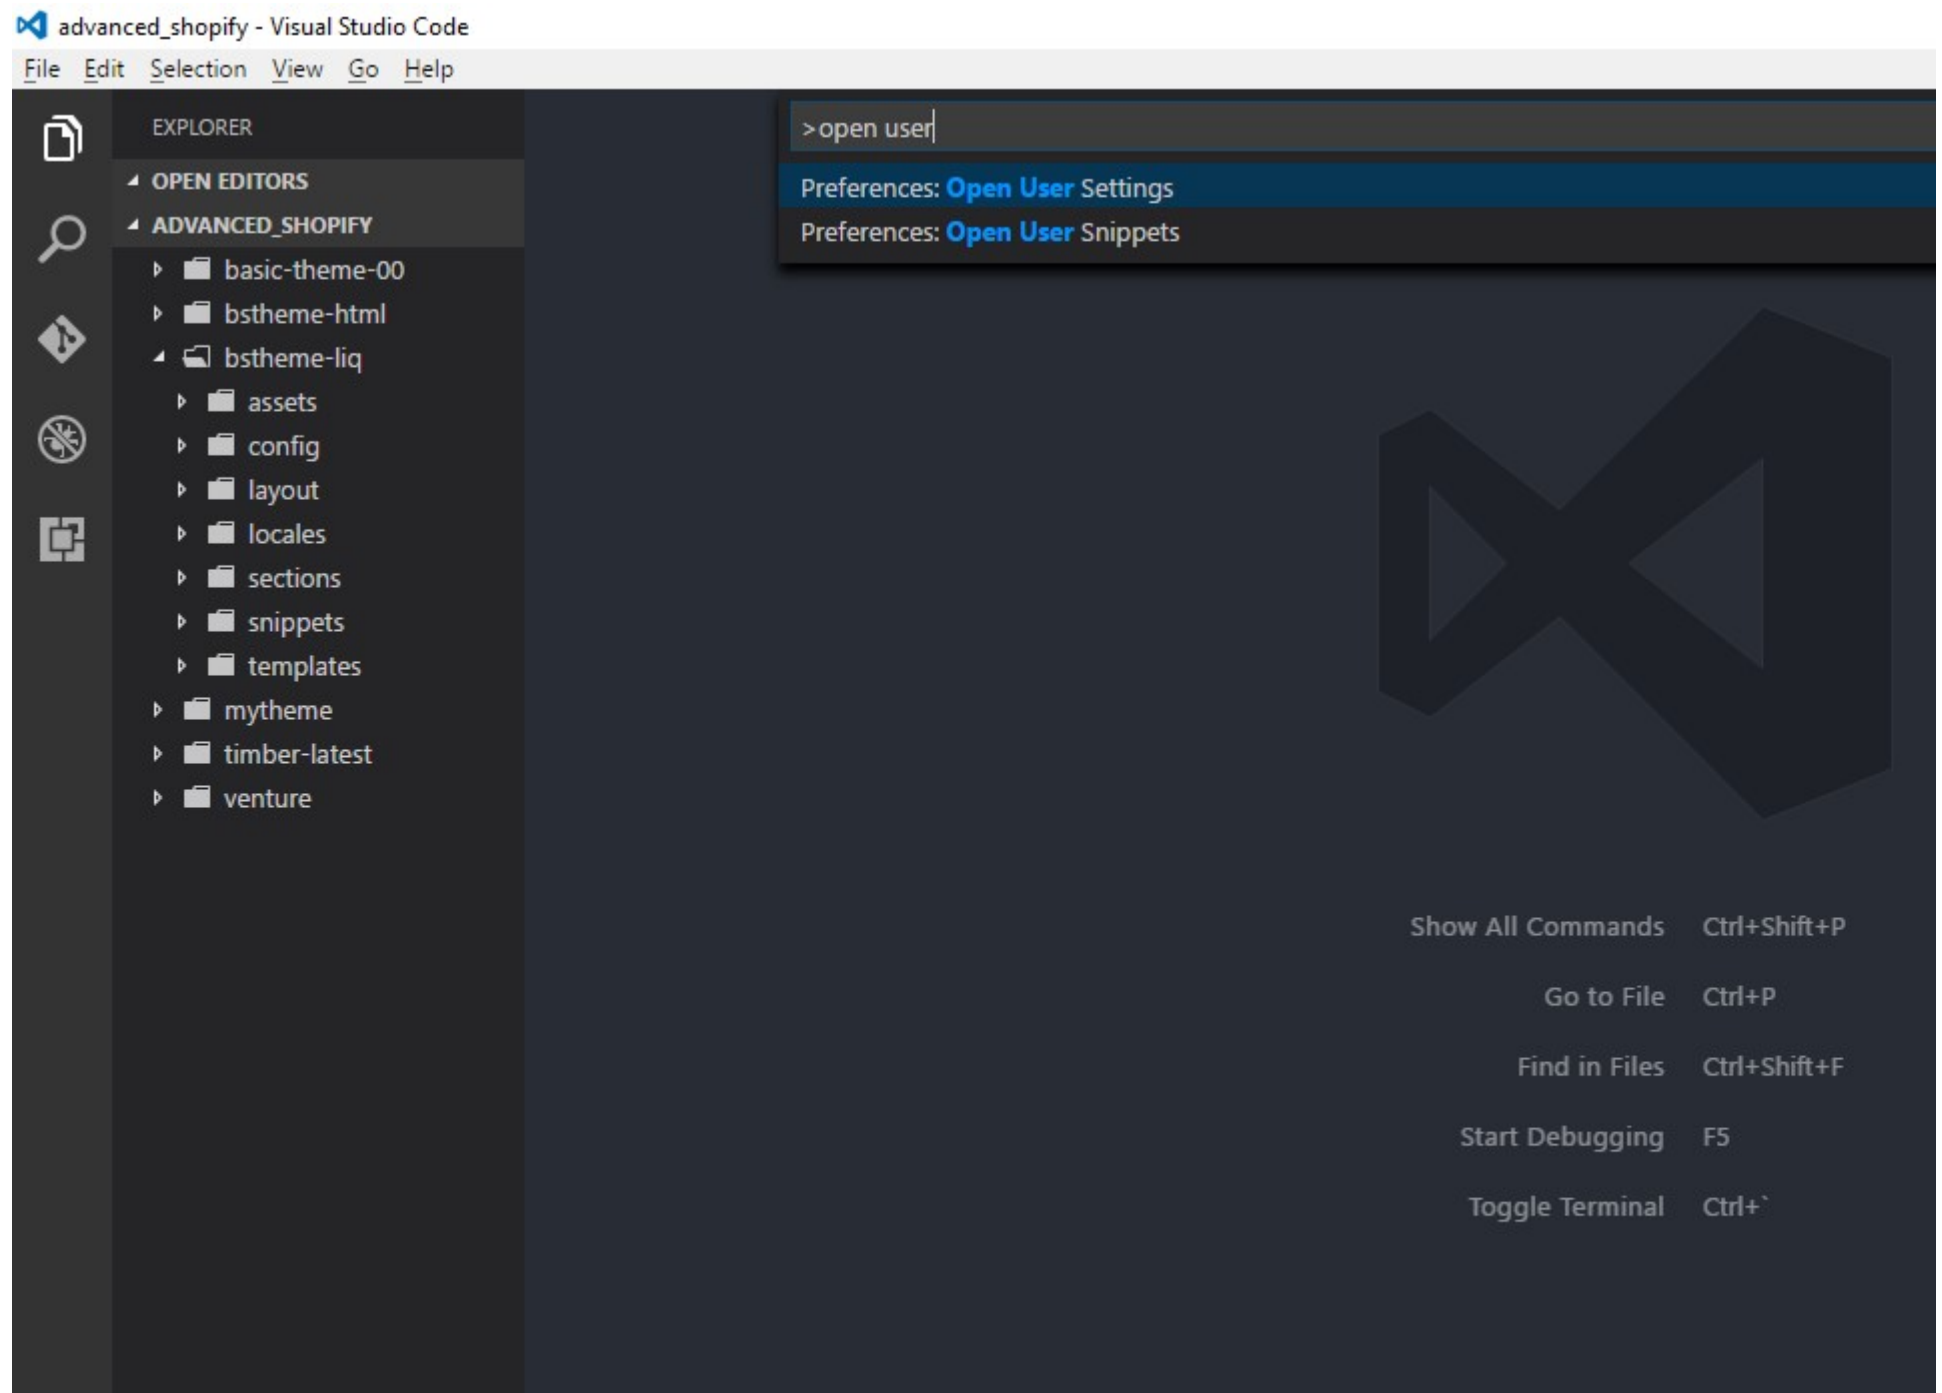 advanced_shopify - Visual Studio Code
File Edit Selection View Go Help
EXPLORER
OPEN EDITORS
ADVANCED_SHOPIFY
basic-theme-00
bstheme-html
bstheme-liq
assets
config
layout
locales
sections
snippets
templates
mytheme
timber-latest
venture
>open user
Preferences: Open User Settings
Preferences: Open User Snippets
Show All Commands Ctrl+Shift+P
Go to File Ctrl+P
Find in Files Ctrl+Shift+F
Start Debugging F5
Toggle Terminal Ctrl+`